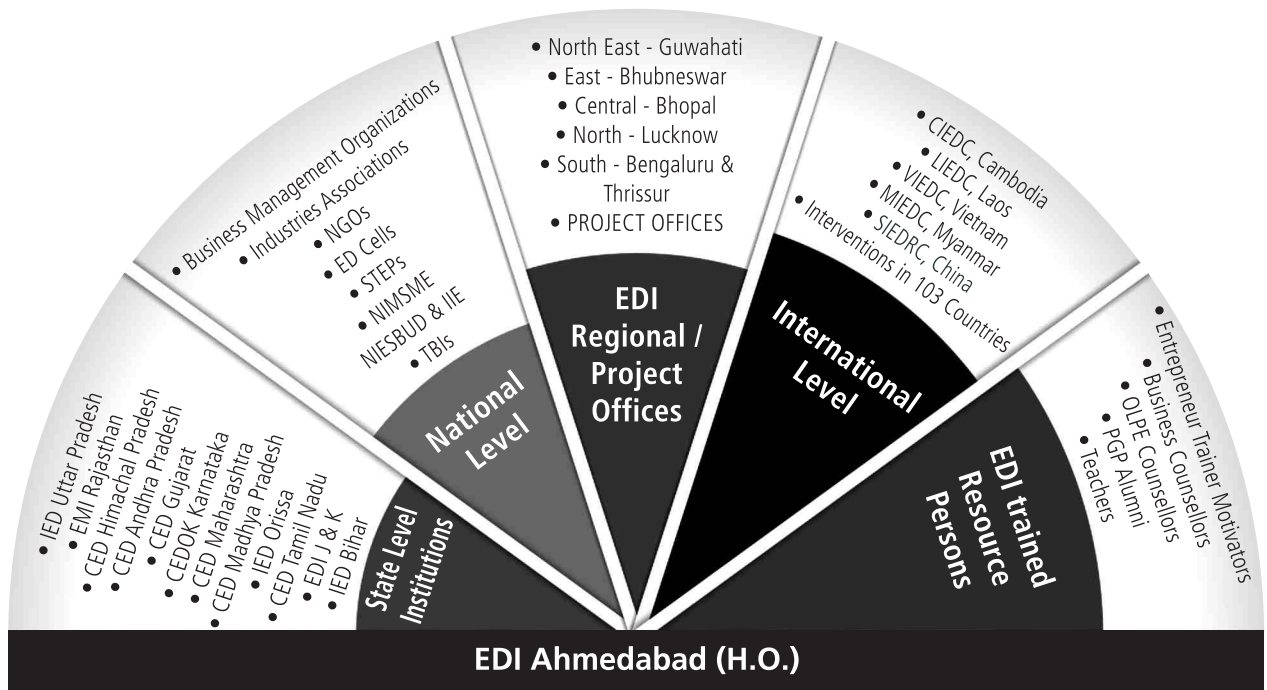 • IED Uttar Pradesh
• EMI Rajasthan
• CED Himachal Pradesh
• CED Andhra Pradesh
• CED Gujarat
• CEDOK Karnataka
• CED Maharashtra
• CED Madhya Pradesh
• IED Orissa
• CED Tamil Nadu
• EDI J & K
• IED Bihar
State Level
Institutions
• Business Management Organizations
• Industries Associations
• NGOs
• ED Cells
• STEPs
• NIMSME
NIESBUD & IIE
• TBIs
National
Level
• North East - Guwahati
• East - Bhubneswar
• Central - Bhopal
• North - Lucknow
• South - Bengaluru &
Thrissur
• PROJECT OFFICES
EDI
Regional /
Project
Offices
• CIEDC, Cambodia
• LIEDC, Laos
• VIEDC, Vietnam
• MIEDC, Myanmar
• SIEDRC, China
• Interventions in 103 Countries
International
Level
• Entrepreneur Trainer Motivators
• Business Counsellors
• OLPE Counsellors
• PGP Alumni
• Teachers
EDI trained
Resource
Persons
EDI Ahmedabad (H.O.)